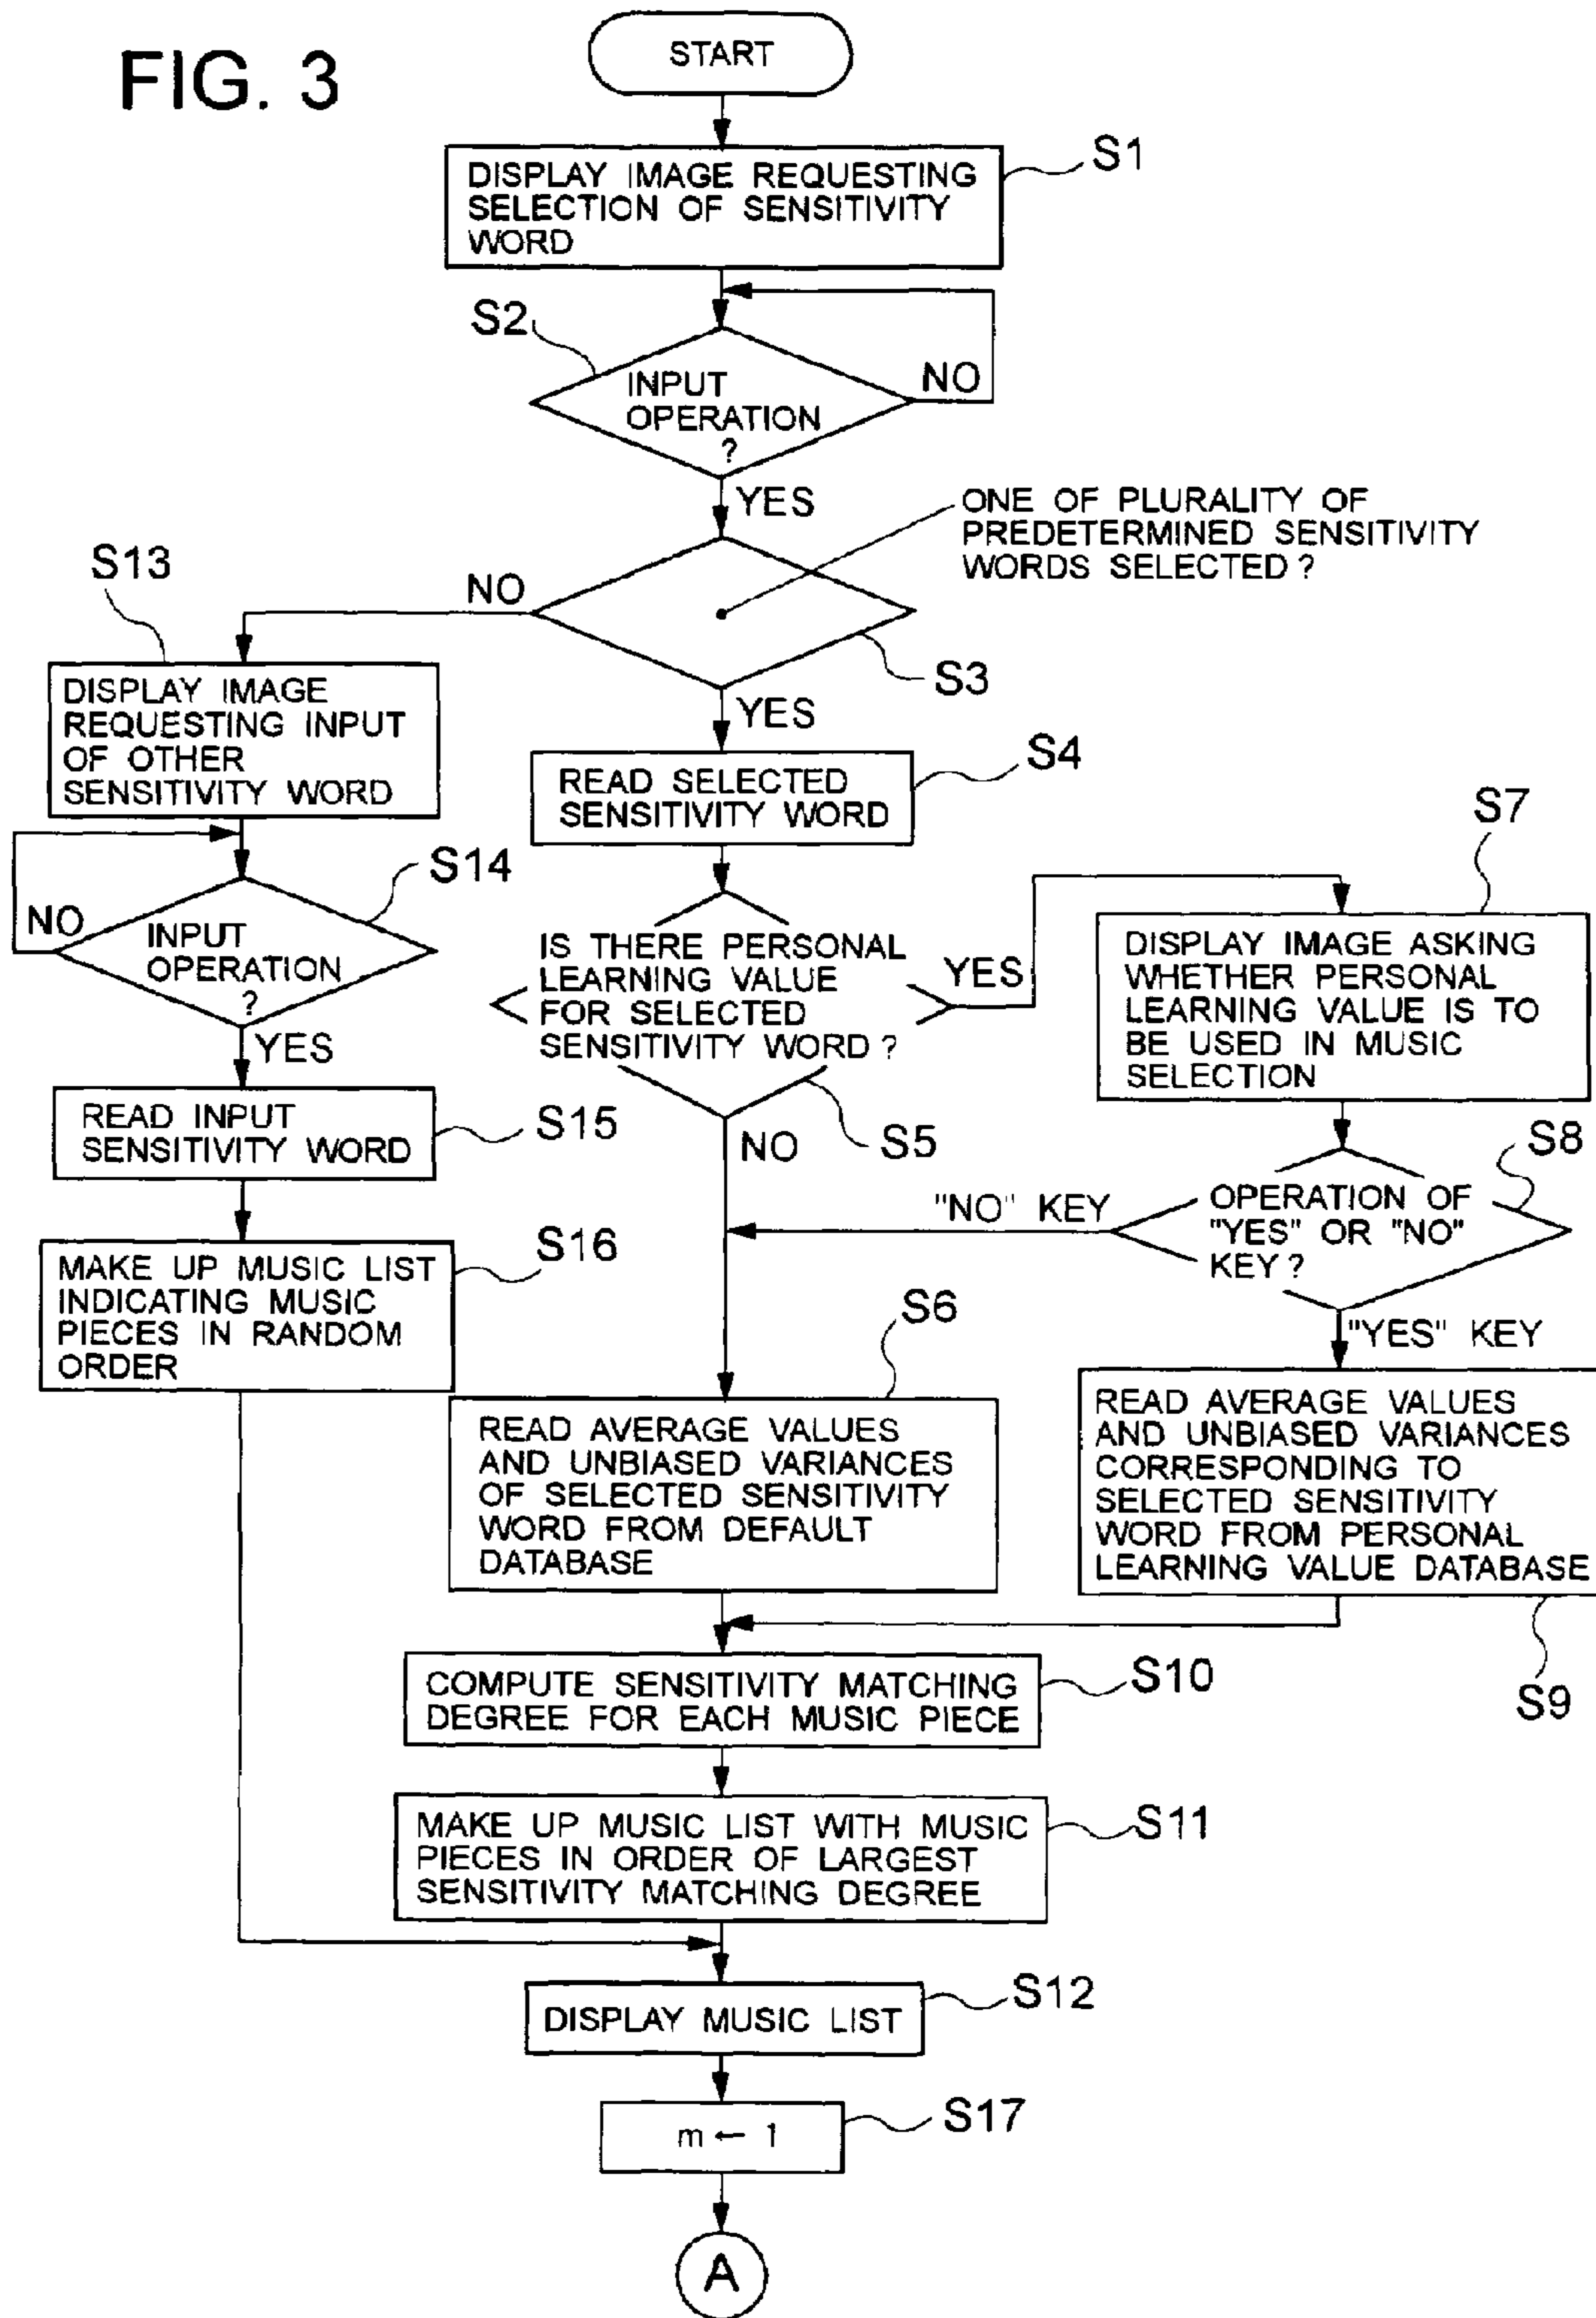 FIG. 3
START
S1
DISPLAY IMAGE REQUESTING
SELECTION OF SENSITIVITY
WORD
S2
INPUT
OPERATION
?
NO
YES
ONE OF PLURALITY OF
PREDETERMINED SENSITIVITY
WORDS SELECTED ?
S3
NO
YES
S13
DISPLAY IMAGE
REQUESTING INPUT
OF OTHER
SENSITIVITY WORD
S14
NO
INPUT
OPERATION
?
YES
READ INPUT
SENSITIVITY WORD
S15
MAKE UP MUSIC LIST
INDICATING MUSIC
PIECES IN RANDOM
ORDER
S16
READ SELECTED
SENSITIVITY WORD
S4
IS THERE PERSONAL
LEARNING VALUE
FOR SELECTED
SENSITIVITY WORD ?
YES
NO
S5
S7
DISPLAY IMAGE ASKING
WHETHER PERSONAL
LEARNING VALUE IS TO
BE USED IN MUSIC
SELECTION
S8
OPERATION OF
"YES" OR "NO"
KEY ?
"NO" KEY
"YES" KEY
S6
READ AVERAGE VALUES
AND UNBIASED VARIANCES
OF SELECTED SENSITIVITY
WORD FROM DEFAULT
DATABASE
READ AVERAGE VALUES
AND UNBIASED VARIANCES
CORRESPONDING TO
SELECTED SENSITIVITY
WORD FROM PERSONAL
LEARNING VALUE DATABASE
S9
COMPUTE SENSITIVITY MATCHING
DEGREE FOR EACH MUSIC PIECE
S10
MAKE UP MUSIC LIST WITH MUSIC
PIECES IN ORDER OF LARGEST
SENSITIVITY MATCHING DEGREE
S11
S12
DISPLAY MUSIC LIST
S17
m ← 1
A